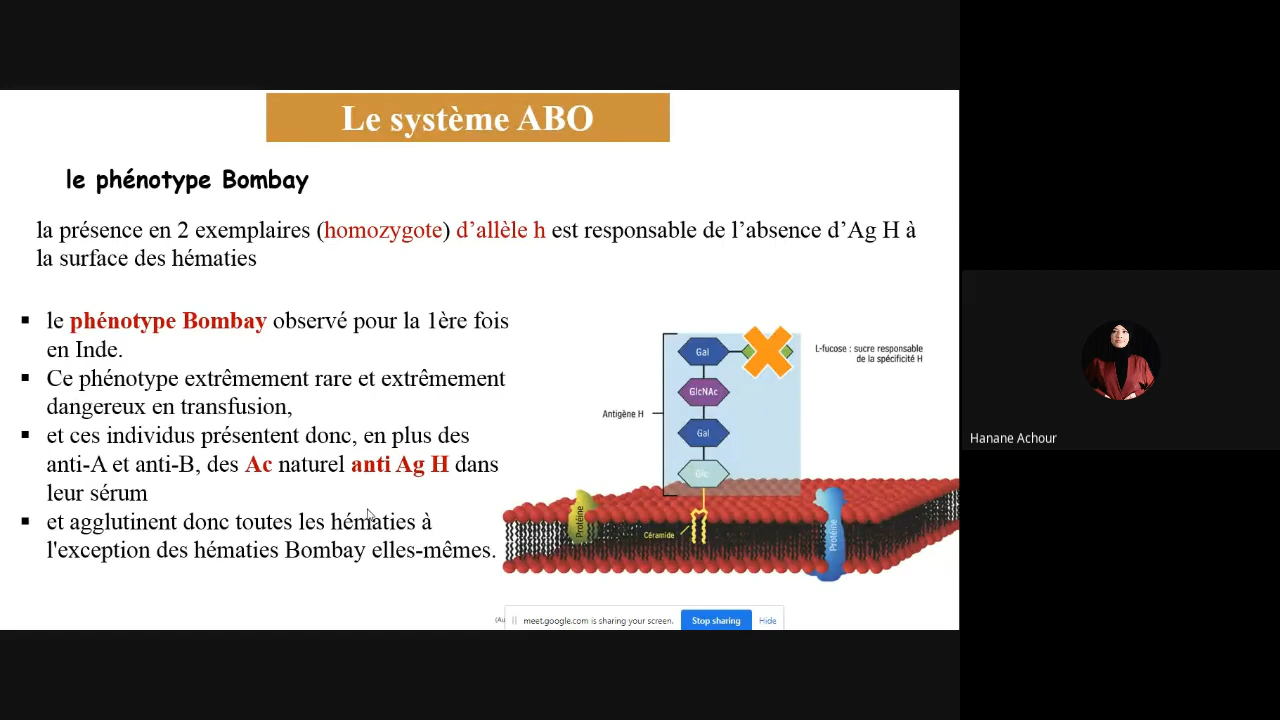 Le système ABO
le phénotype Bombay
la présence en 2 exemplaires (homozygote) d’allèle h est responsable de l’absence d’Ag H à
la surface des hématies
▪ le phénotype Bombay observé pour la 1ère fois
en Inde.
▪ Ce phénotype extrêmement rare et extrêmement
dangereux en transfusion,
▪ et ces individus présentent donc, en plus des
anti-A et anti-B, des Ac naturel anti Ag H dans
leur sérum
▪ et agglutinent donc toutes les hématies à
l'exception des hématies Bombay elles-mêmes.
Gal
L-fucose : sucre responsable
de la spécificité H
GlcNAc
Antigène H
Gal
Glc
Protéine
Céramide
Protéine
(Au
meet.google.com is sharing your screen.
Stop sharing
Hide
Hanane Achour